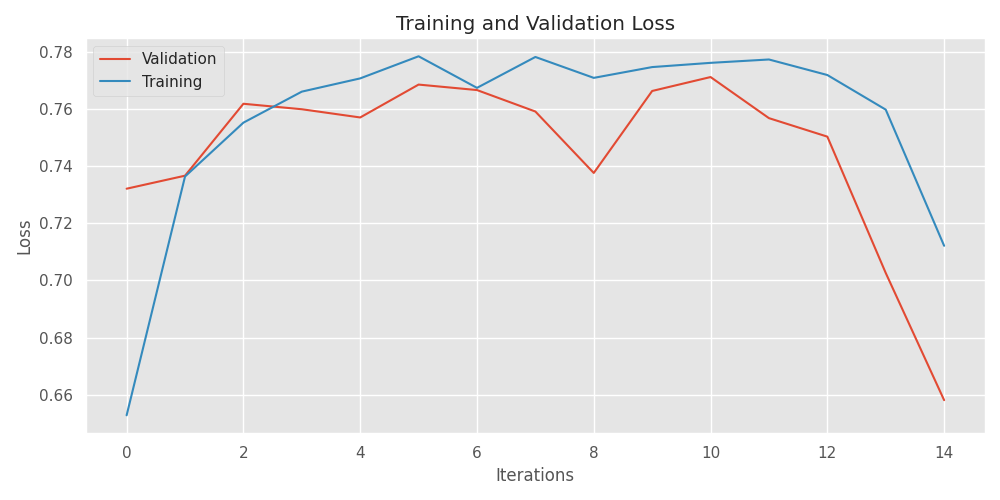 Training and Validation Loss
Validation
Training
0.78
0.76
0.74
0.72
0.70
0.68
0.66
Loss
0 2 4 6 8 10 12 14
Iterations